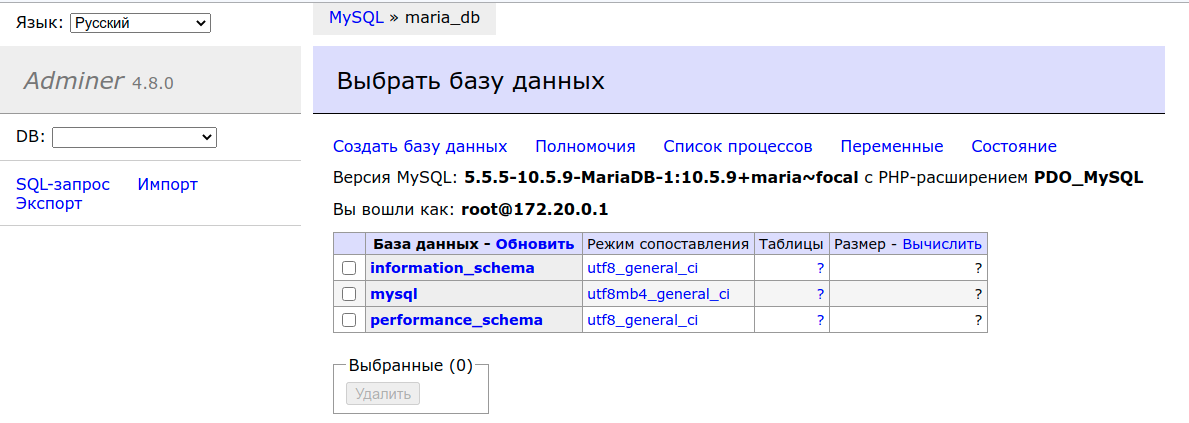 Язык: Русский
MySQL » maria_db
Adminer 4.8.0
Выбрать базу данных
DB:
SQL-запрос Импорт
Экспорт
Создать базу данных Полномочия Список процессов Переменные Состояние
Версия MySQL: 5.5.5-10.5.9-MariaDB-1:10.5.9+maria~focal с PHP-расширением PDO_MySQL
Вы вошли как: root@172.20.0.1
База данных - Обновить Режим сопоставления Таблицы Размер - Вычислить
information_schema utf8_general_ci ? ?
mysql utf8mb4_general_ci ? ?
performance_schema utf8_general_ci ? ?
Выбранные (0)
Удалить